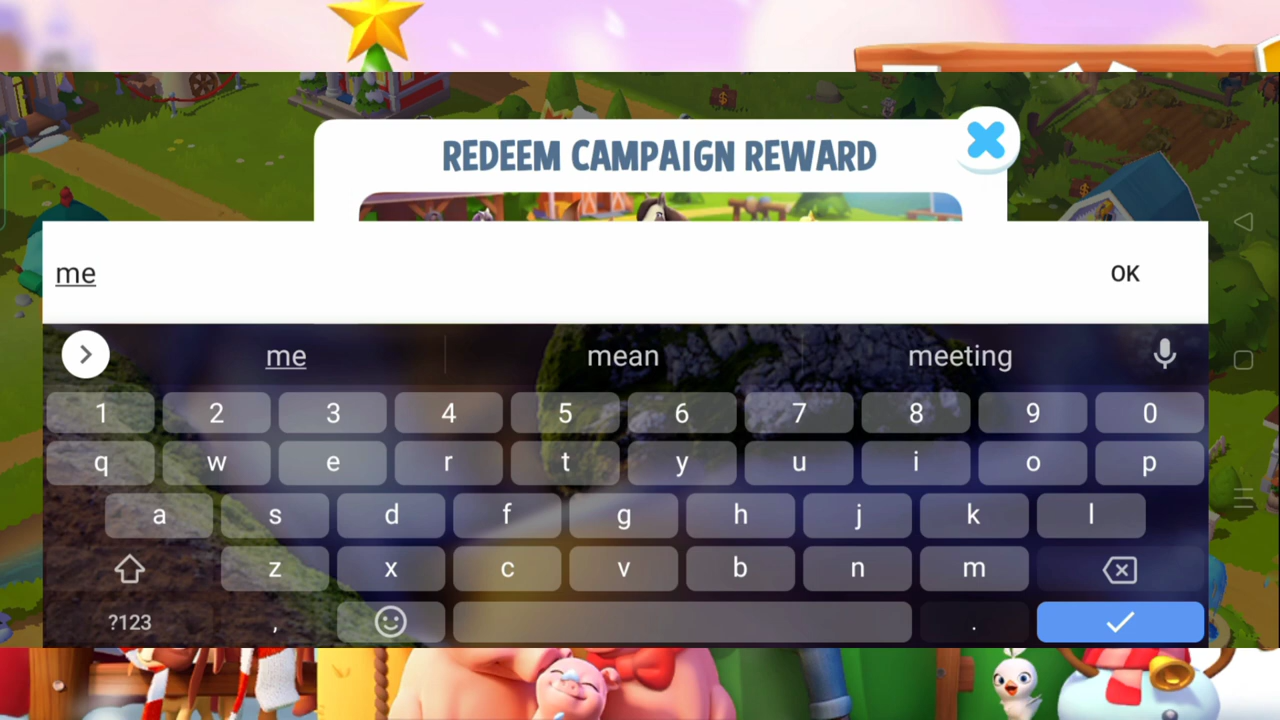 REDEEM CAMPAIGN REWARD
me
OK
me mean meeting
1 2 3 4 5 6 7 8 9 0
q w e r t y u i o p
a s d f g h j k l
z x c v b n m
?123 , .